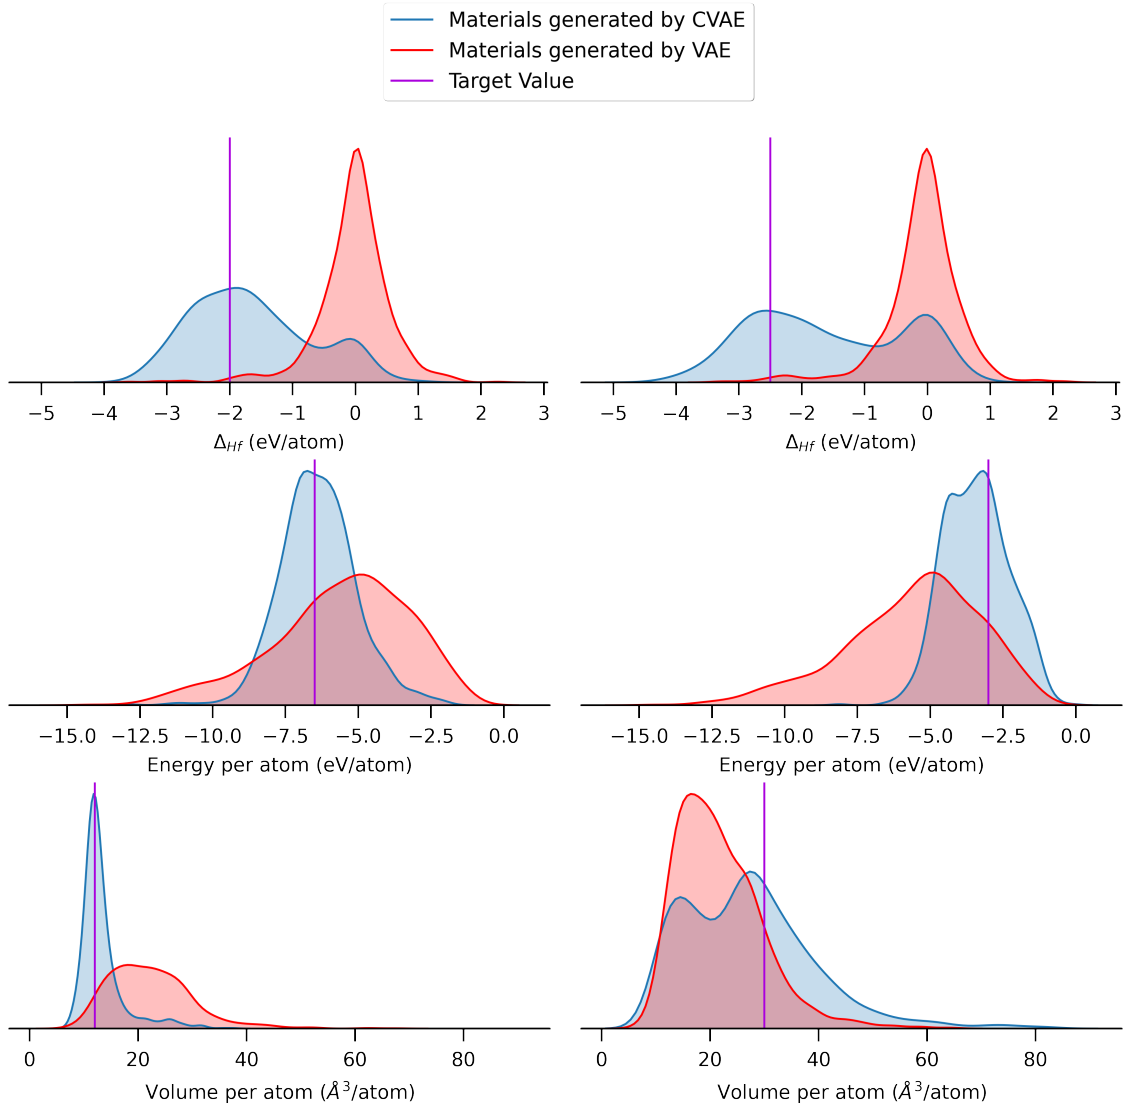 Materials generated by CVAE
Materials generated by VAE
Target Value
−5 −4 −3 −2 −1 0 1 2 3
Δ_{Hf} (eV/atom)
−5 −4 −3 −2 −1 0 1 2 3
Δ_{Hf} (eV/atom)
−15.0 −12.5 −10.0 −7.5 −5.0 −2.5 0.0
Energy per atom (eV/atom)
−15.0 −12.5 −10.0 −7.5 −5.0 −2.5 0.0
Energy per atom (eV/atom)
0 20 40 60 80
Volume per atom (Å³/atom)
0 20 40 60 80
Volume per atom (Å³/atom)